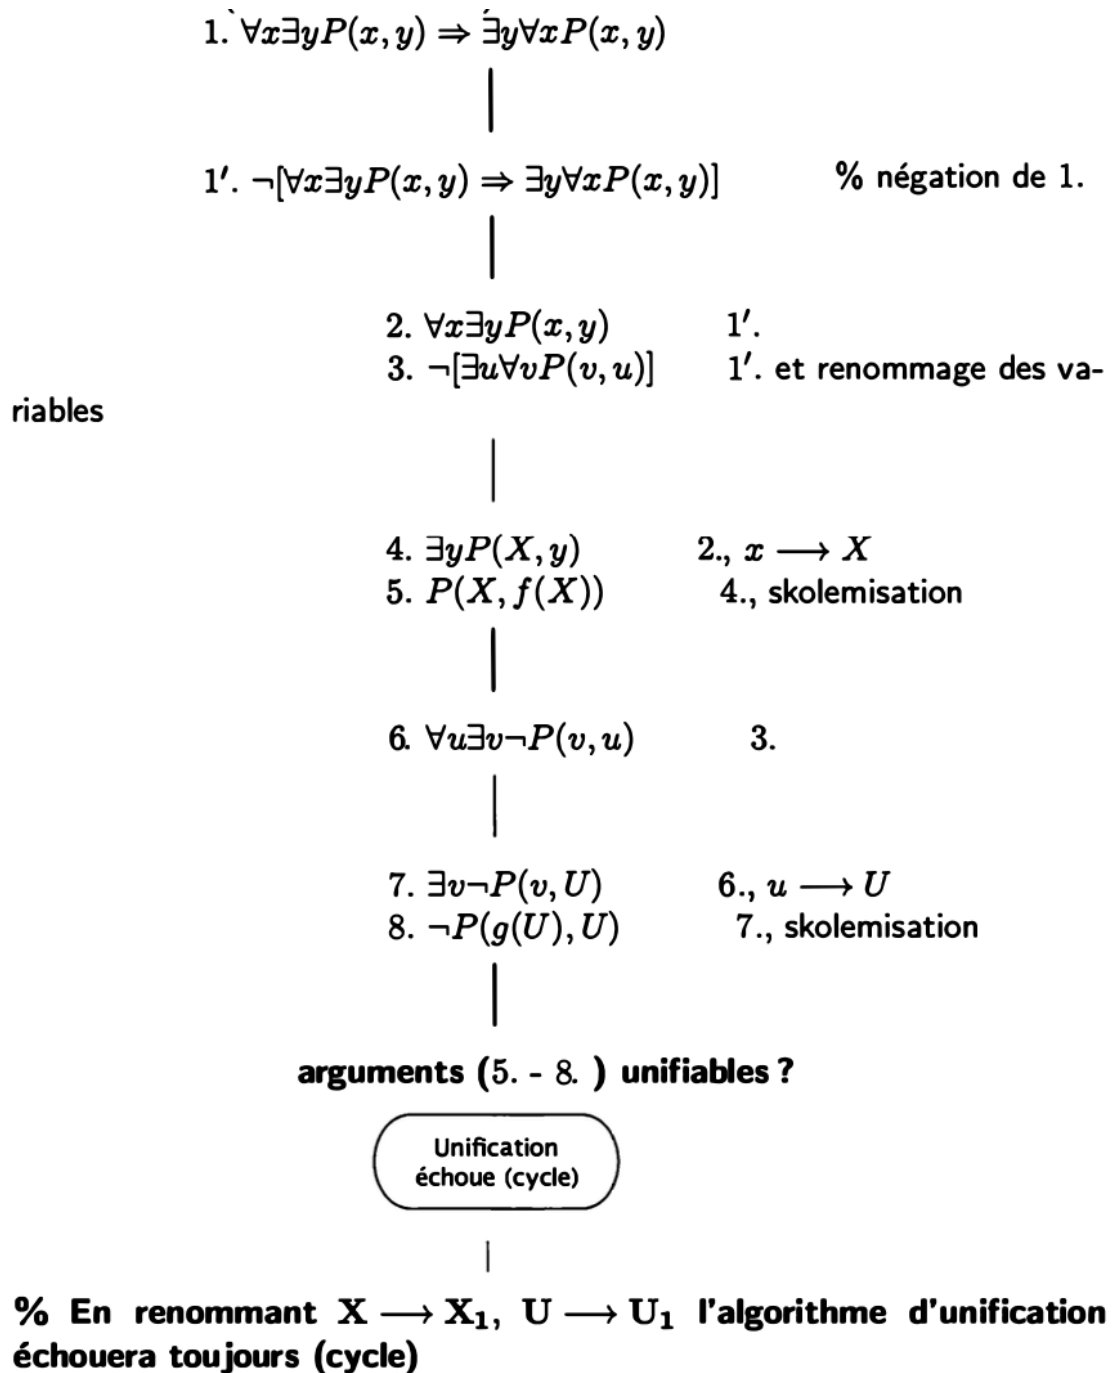 1. ∀x∃yP(x, y) ⇒ ∃y∀xP(x, y)
1′. ¬[∀x∃yP(x, y) ⇒ ∃y∀xP(x, y)] % négation de 1.
2. ∀x∃yP(x, y) 1′.
3. ¬[∃u∀vP(v, u)] 1′. et renommage des va-
riables
4. ∃yP(X, y) 2., x ⟶ X
5. P(X, f(X)) 4., skolemisation
6. ∀u∃v¬P(v, u) 3.
7. ∃v¬P(v, U) 6., u ⟶ U
8. ¬P(g(U), U) 7., skolemisation
arguments (5. - 8. ) unifiables ?
Unification
échoue (cycle)
% En renommant X ⟶ X₁, U ⟶ U₁ l'algorithme d'unification
échouera toujours (cycle)